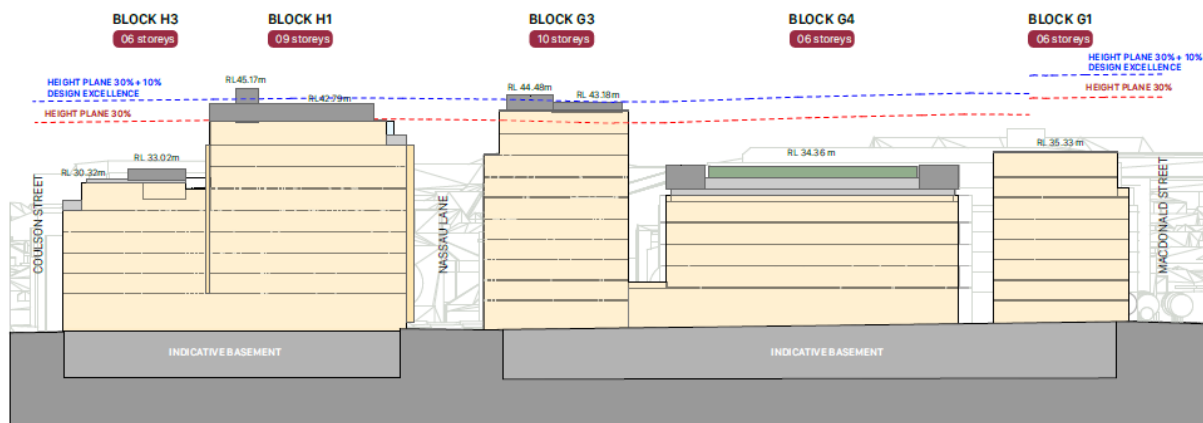 BLOCK H3
06 storeys
BLOCK H1
09 storeys
BLOCK G3
10 storeys
BLOCK G4
06 storeys
BLOCK G1
06 storeys
HEIGHT PLANE 30% + 10%
DESIGN EXCELLENCE
HEIGHT PLANE 30%
RL45.17m
RL42.79m
RL 44.48m
RL 43.18m
HEIGHT PLANE 30% + 10%
DESIGN EXCELLENCE
HEIGHT PLANE 30%
RL 33.02m
RL 30.32m
RL 34.36 m
RL 35.33 m
COULSON STREET
NASSAU LANE
MACDONALD STREET
INDICATIVE BASEMENT
INDICATIVE BASEMENT